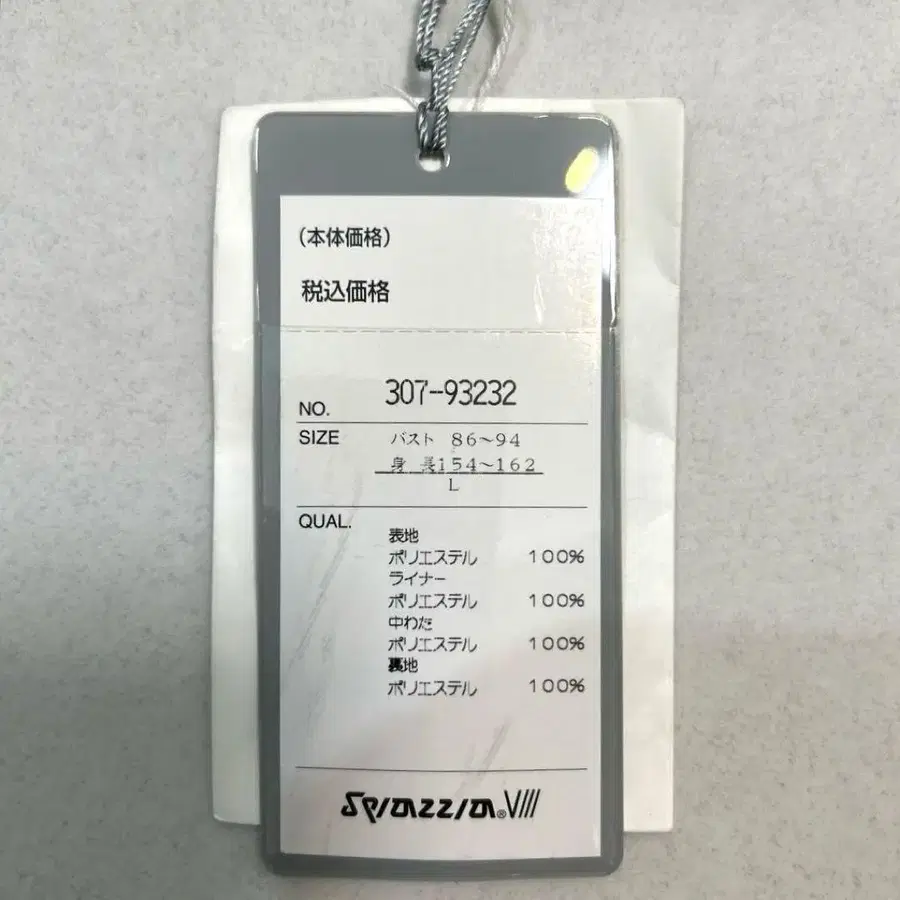 (本体価格)
税込価格
NO. 307-93232
SIZE バスト 86~94
身 長154~162
L
QUAL.
表地
ポリエステル 100%
ライナー
ポリエステル 100%
中わた
ポリエステル 100%
裏地
ポリエステル 100%
Spiazzia®VIII